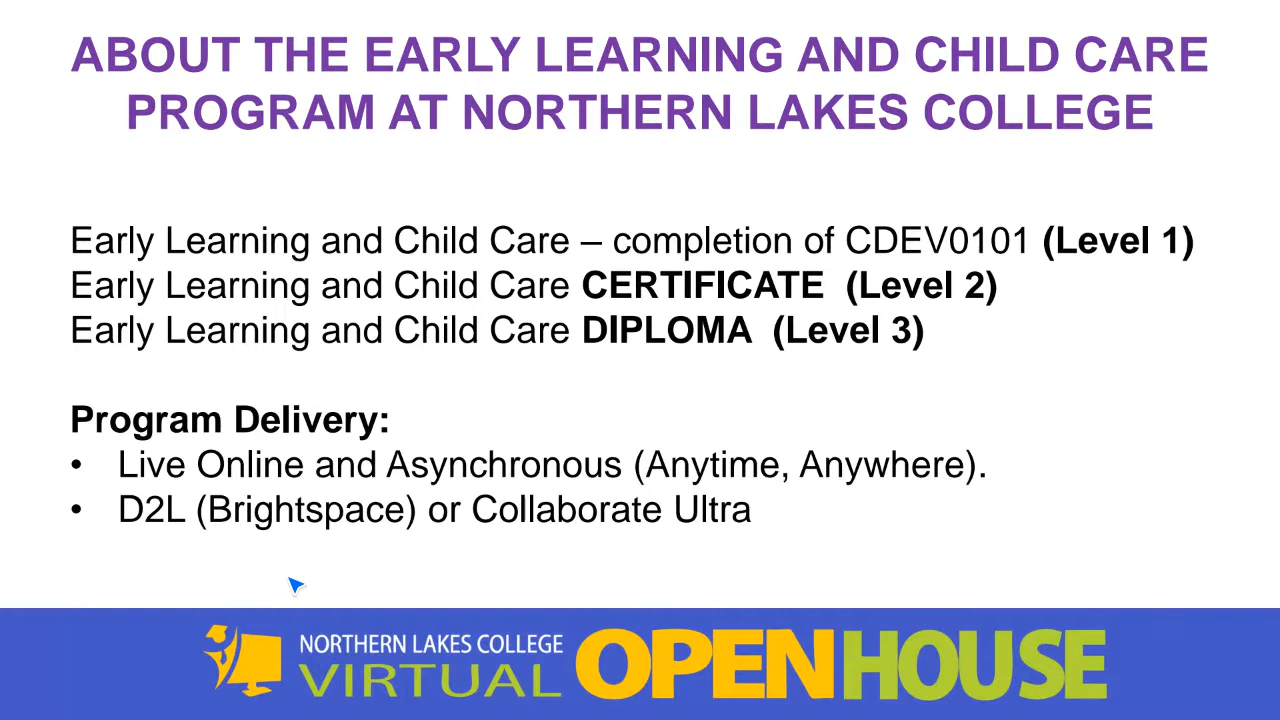 ABOUT THE EARLY LEARNING AND CHILD CARE
PROGRAM AT NORTHERN LAKES COLLEGE
Early Learning and Child Care – completion of CDEV0101 (Level 1)
Early Learning and Child Care CERTIFICATE (Level 2)
Early Learning and Child Care DIPLOMA (Level 3)
Program Delivery:
• Live Online and Asynchronous (Anytime, Anywhere).
• D2L (Brightspace) or Collaborate Ultra
NORTHERN LAKES COLLEGE
VIRTUAL OPEN HOUSE